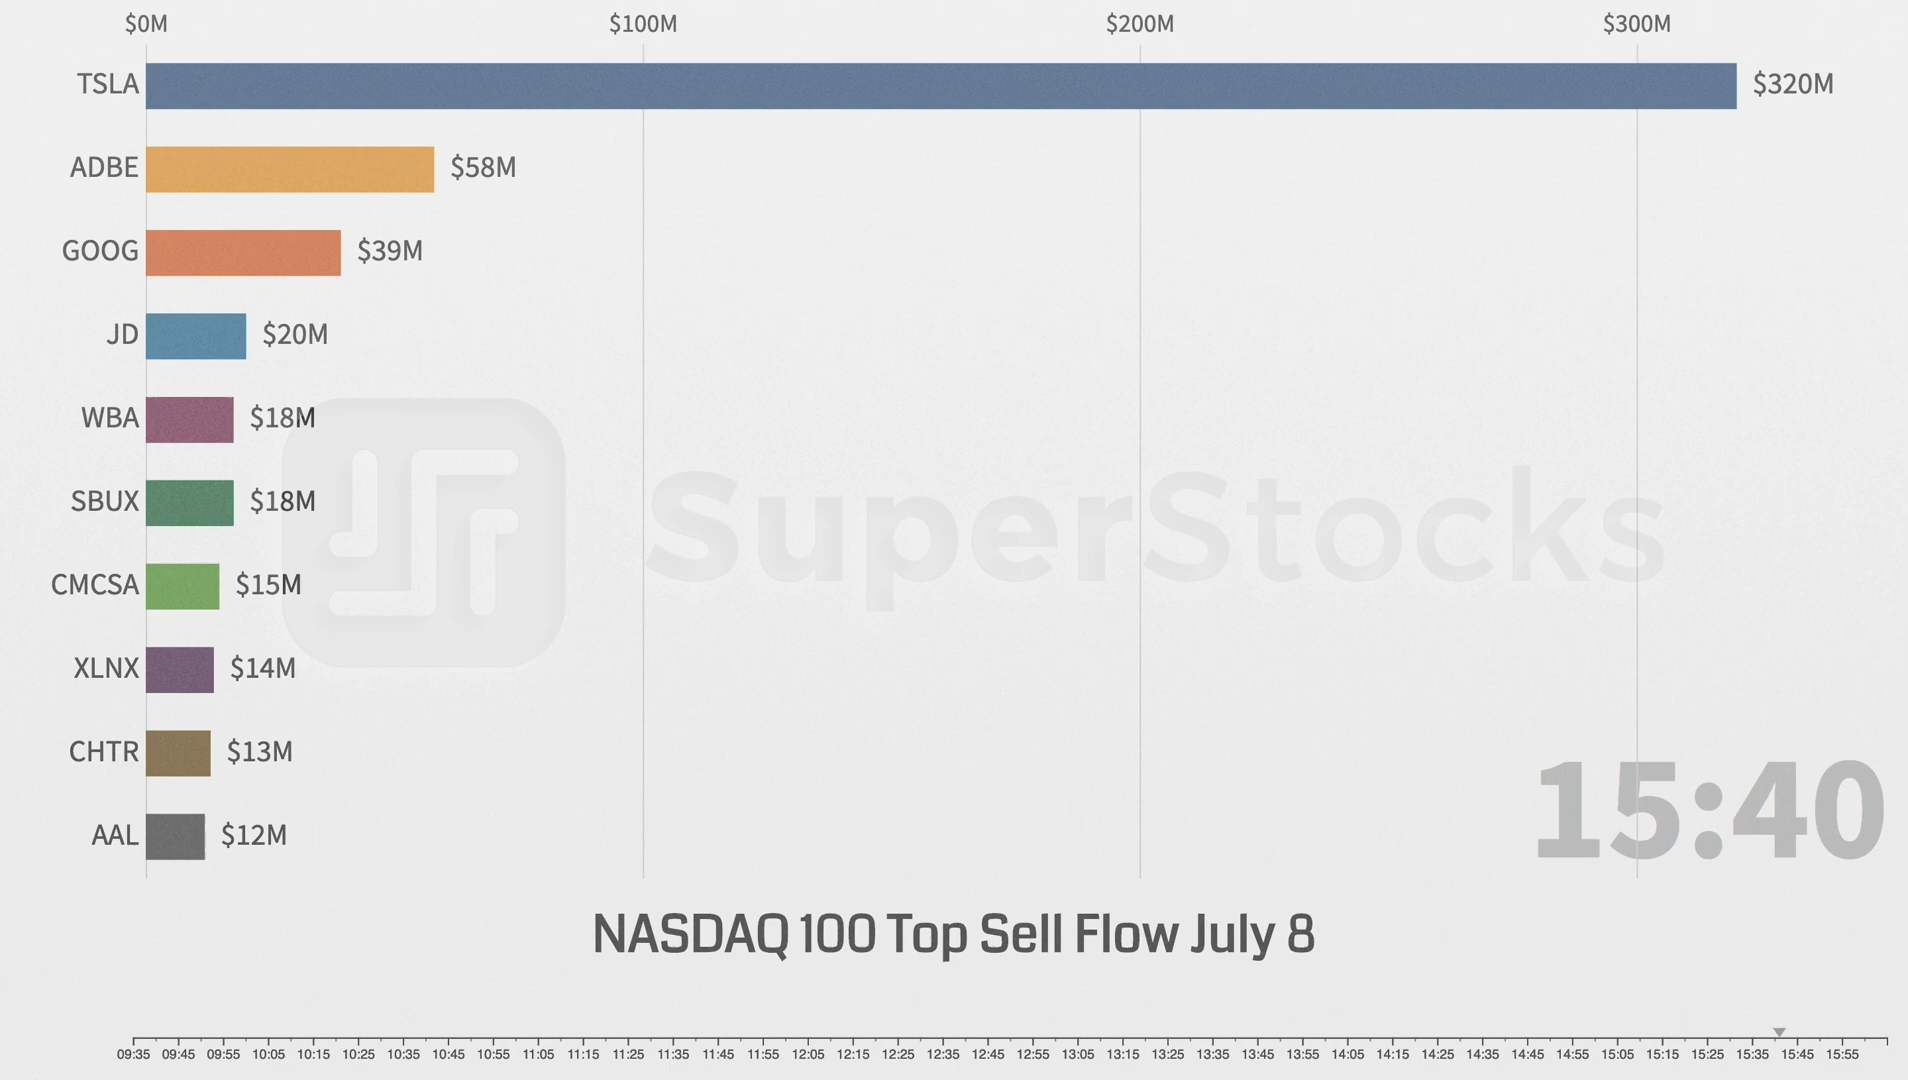 $0M $100M $200M $300M
TSLA $320M
ADBE $58M
GOOG $39M
JD $20M
WBA $18M
SBUX $18M
CMCSA $15M
XLNX $14M
CHTR $13M
AAL $12M
SuperStocks
15:40
NASDAQ 100 Top Sell Flow July 8
09:35 09:45 09:55 10:05 10:15 10:25 10:35 10:45 10:55 11:05 11:15 11:25 11:35 11:45 11:55 12:05 12:15 12:25 12:35 12:45 12:55 13:05 13:15 13:25 13:35 13:45 13:55 14:05 14:15 14:25 14:35 14:45 14:55 15:05 15:15 15:25 15:35 15:45 15:55